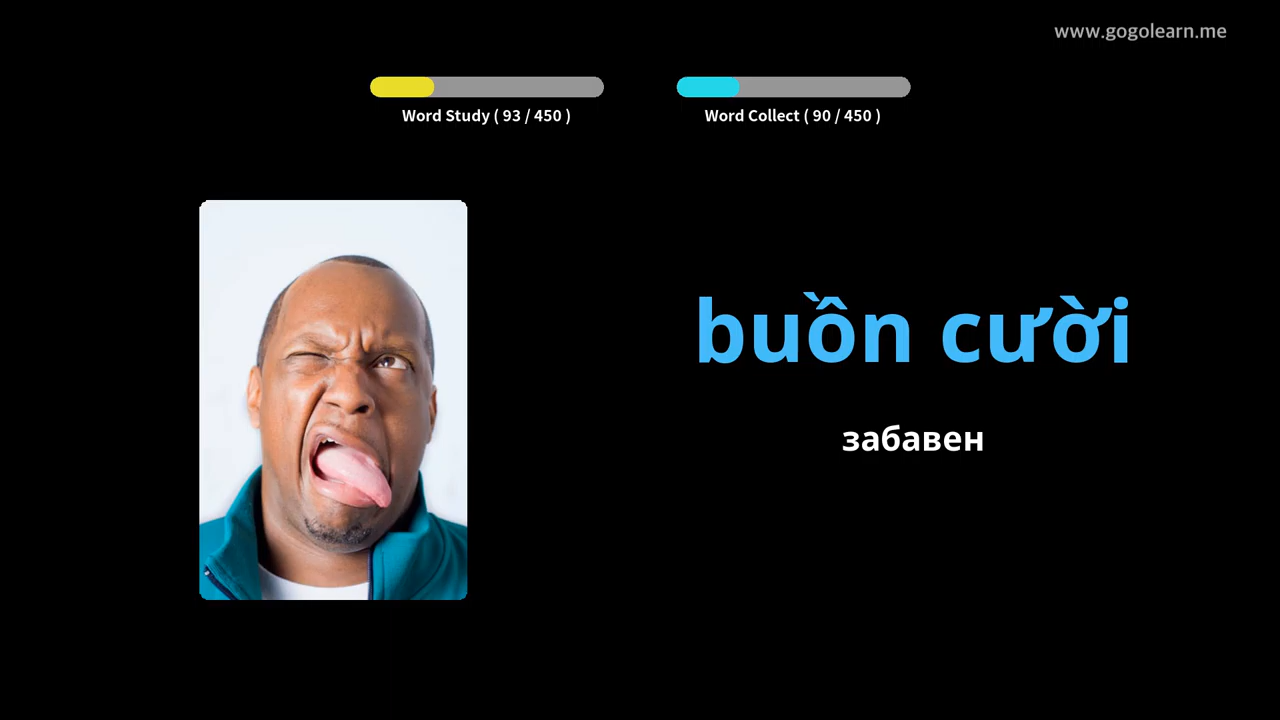 www.gogolearn.me
Word Study ( 93 / 450 )
Word Collect ( 90 / 450 )
buồn cười
забавен